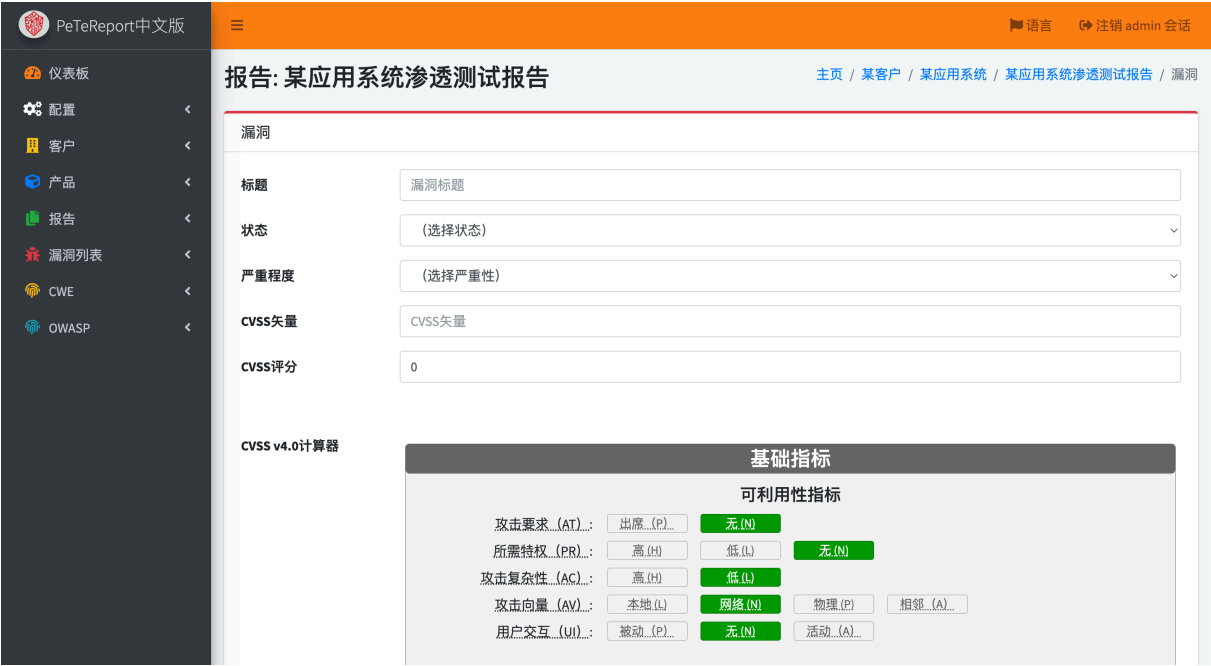 PeTeReport中文版
语言 注销 admin 会话
仪表板
配置
客户
产品
报告
漏洞列表
CWE
OWASP
报告: 某应用系统渗透测试报告
主页 / 某客户 / 某应用系统 / 某应用系统渗透测试报告 / 漏洞
漏洞
标题 漏洞标题
状态 (选择状态)
严重程度 (选择严重性)
CVSS矢量 CVSS矢量
CVSS评分 0
CVSS v4.0计算器
基础指标
可利用性指标
攻击要求（AT）: 出席（P） 无(N)
所需特权（PR）: 高(H) 低(L) 无(N)
攻击复杂性（AC）: 高(H) 低(L)
攻击向量（AV）: 本地(L) 网络(N) 物理(P) 相邻（A）
用户交互（UI）: 被动（P） 无(N) 活动（A）